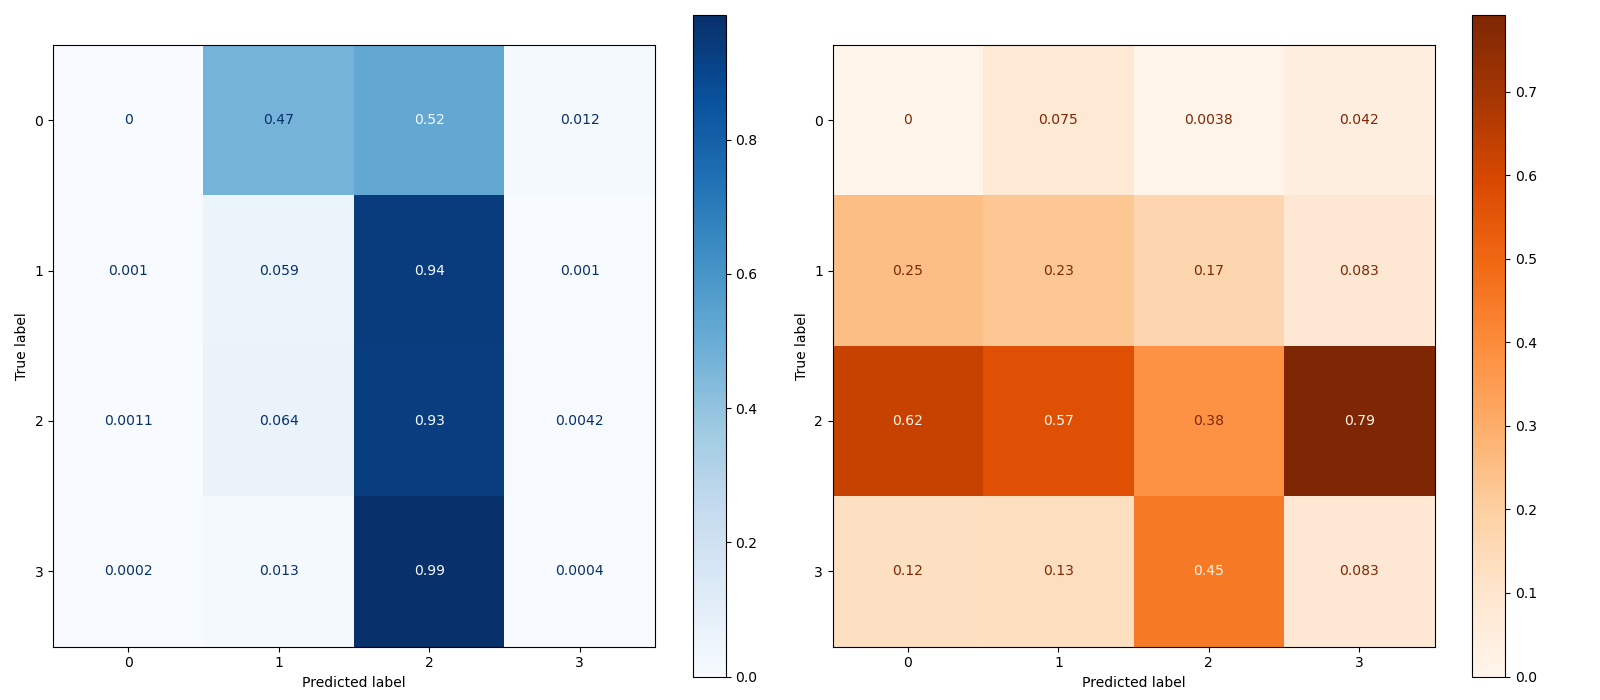 0 0 0.47 0.52 0.012
1 0.001 0.059 0.94 0.001
2 0.0011 0.064 0.93 0.0042
3 0.0002 0.013 0.99 0.0004
0 1 2 3
Predicted label
True label
0.8
0.6
0.4
0.2
0.0
0 0 0.075 0.0038 0.042
1 0.25 0.23 0.17 0.083
2 0.62 0.57 0.38 0.79
3 0.12 0.13 0.45 0.083
0 1 2 3
Predicted label
True label
0.7
0.6
0.5
0.4
0.3
0.2
0.1
0.0